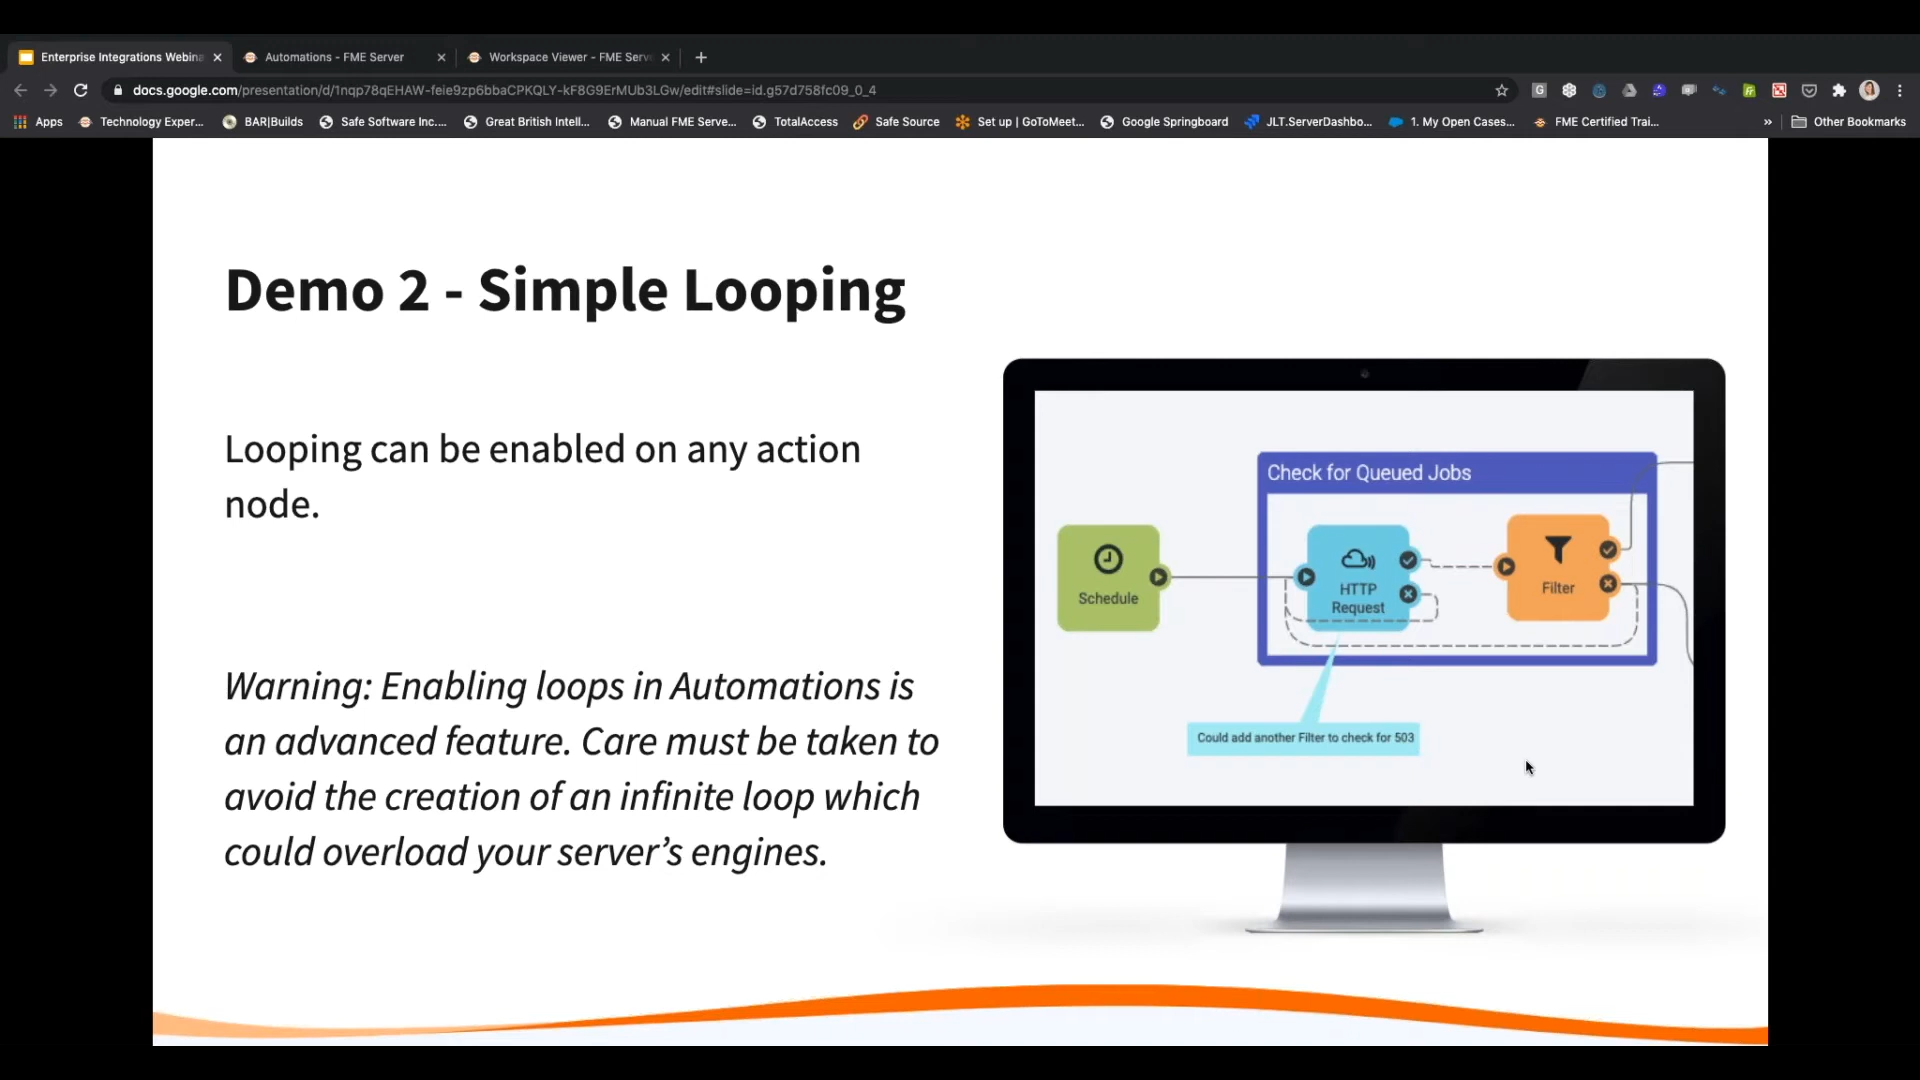 Enterprise Integrations Webina
Automations - FME Server
Workspace Viewer - FME Serv
docs.google.com/presentation/d/1nqp78qEHAW-feie9zp6bbaCPKQLY-kF8G9ErMUb3LGw/edit#slide=id.g57d758fc09_0_4
Apps
Technology Exper...
BAR|Builds
Safe Software Inc....
Great British Intell...
Manual FME Serve...
TotalAccess
Safe Source
Set up | GoToMeet...
Google Springboard
JLT.ServerDashbo...
1. My Open Cases...
FME Certified Trai...
»
Other Bookmarks
Demo 2 - Simple Looping
Looping can be enabled on any action
node.
Warning: Enabling loops in Automations is
an advanced feature. Care must be taken to
avoid the creation of an infinite loop which
could overload your server’s engines.
Check for Queued Jobs
Schedule
HTTP
Request
Filter
Could add another Filter to check for 503